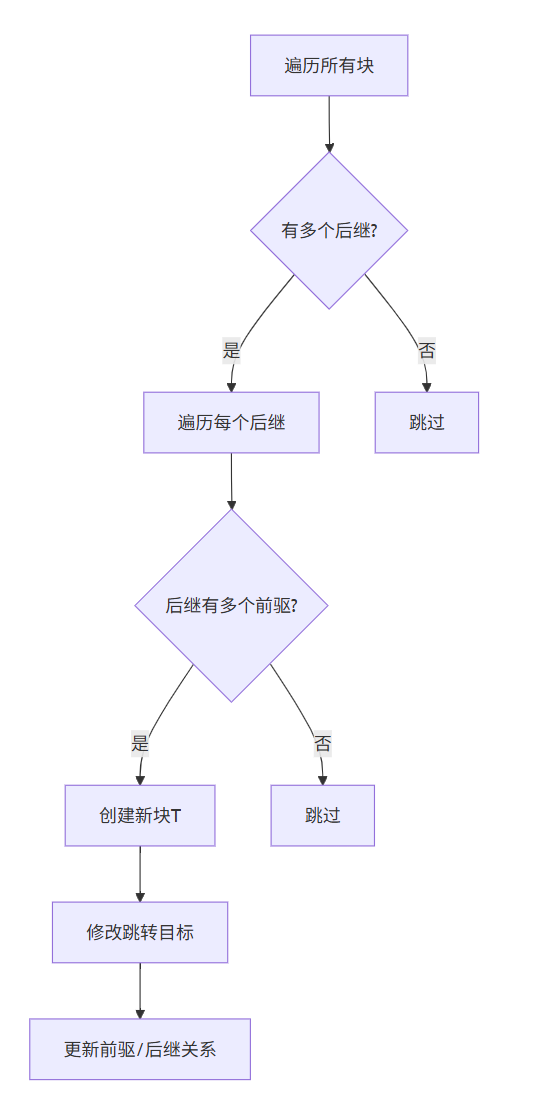 遍历所有块
有多个后继?
是
否
遍历每个后继
跳过
后继有多个前驱?
是
否
创建新块T
跳过
修改跳转目标
更新前驱/后继关系